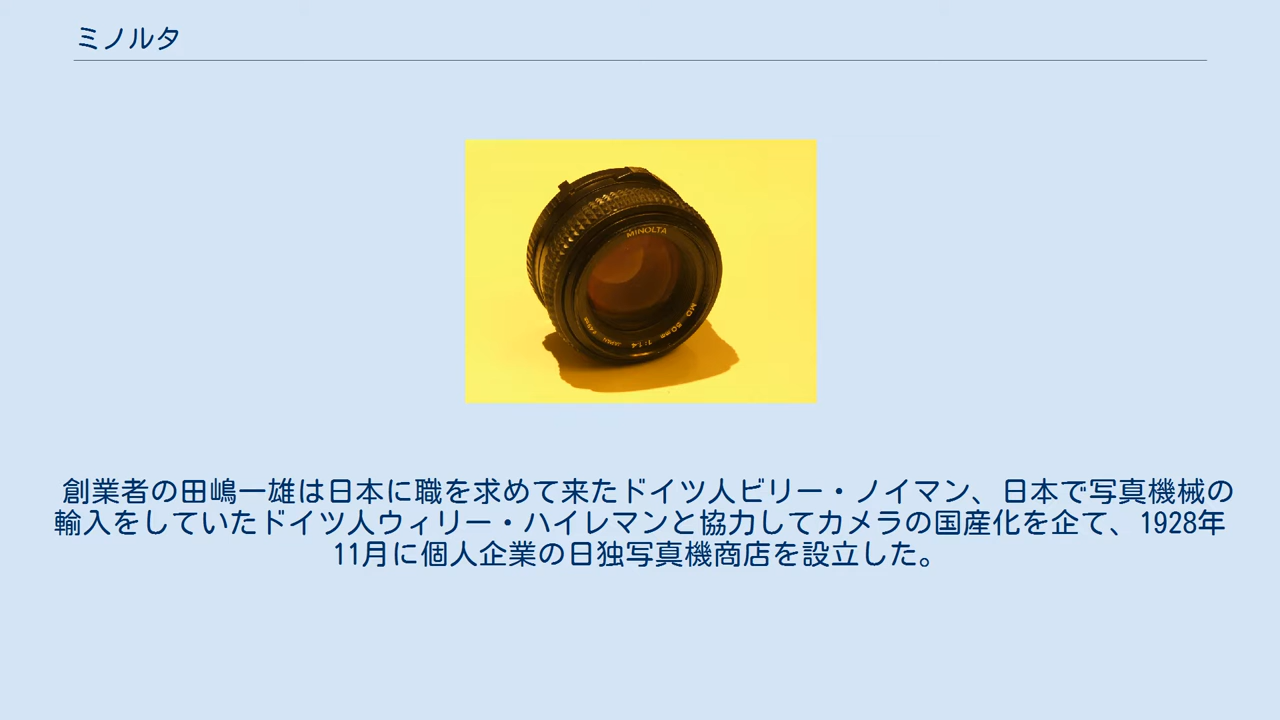 ミノルタ
MINOLTA
MD 50mm 1:1.4
JAPAN
創業者の田嶋一雄は日本に職を求めて来たドイツ人ビリー・ノイマン、日本で写真機械の
輸入をしていたドイツ人ウィリー・ハイレマンと協力してカメラの国産化を企て、1928年
11月に個人企業の日独写真機商店を設立した。